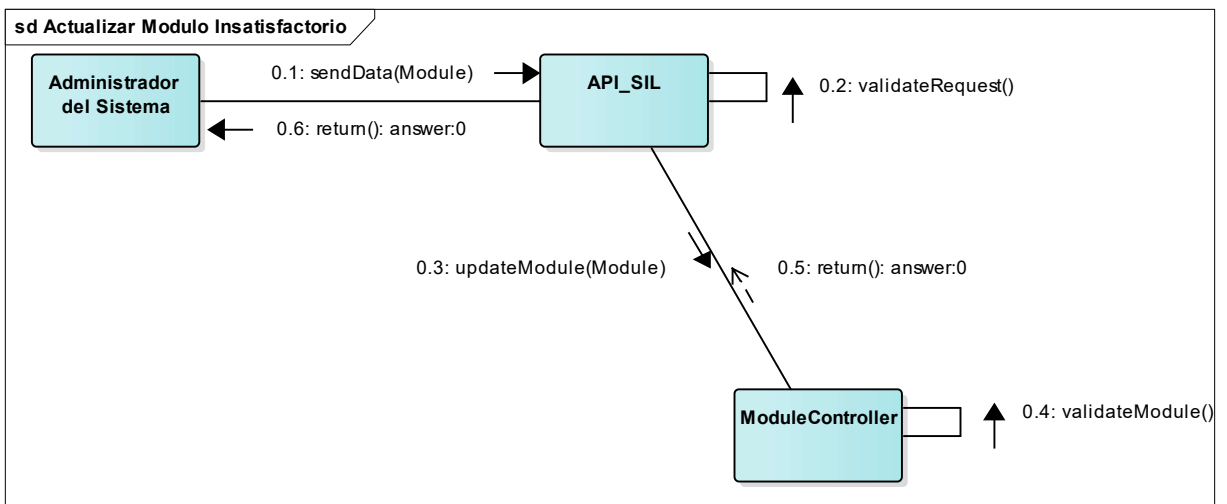 sd Actualizar Modulo Insatisfactorio
Administrador
del Sistema
0.1: sendData(Module)
API_SIL
0.2: validateRequest()
0.6: return(): answer:0
0.3: updateModule(Module)
0.5: return(): answer:0
ModuleController
0.4: validateModule()